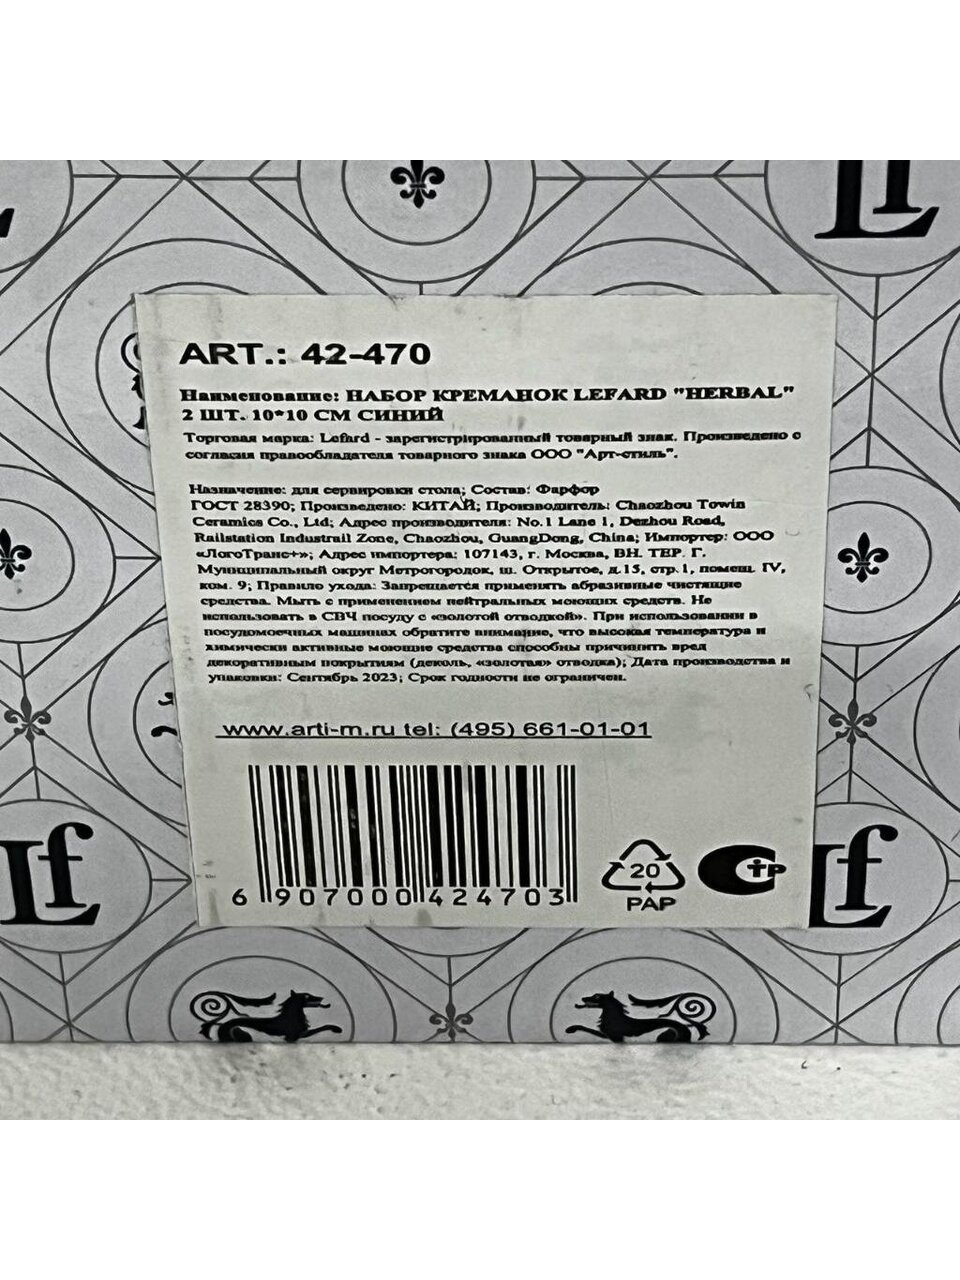 Lf
ART.: 42-470
Наименование: НАБОР КРЕМАНОК LEFARD "HERBAL"
2 ШТ. 10*10 СМ СИНИЙ
Торговая марка: Lefard - зарегистрированный товарный знак. Произведено с
согласия правообладателя товарного знака ООО "Арт-стиль".
Назначение: для сервировки стола; Состав: Фарфор
ГОСТ 28390; Произведено: КИТАЙ; Производитель: Chaozhou Towin
Ceramics Co., Ltd; Адрес производителя: No.1 Lane 1, Dezhou Road,
Railstation Industrail Zone, Chaozhou, GuangDong, China; Импортер: ООО
«ЛогоТранс+»; Адрес импортера: 107143, г. Москва, ВН. ТЕР. Г.
Муниципальный округ Метрогородок, ш. Открытое, д.15, стр.1, помещ. IV,
ком. 9; Правило ухода: Запрещается применять абразивные чистящие
средства. Мыть с применением нейтральных моющих средств. Не
использовать в СВЧ посуду с «золотой отводкой». При использовании в
посудомоечных машинах обратите внимание, что высокая температура и
химически активные моющие средства способны причинить вред
декоративным покрытиям (деколь, «золотая» отводка); Дата производства и
упаковки: Сентябрь 2023; Срок годности не ограничен.
www.arti-m.ru tel: (495) 661-01-01
6 907000 424703
20
PAP
СТР
Lf
Lf